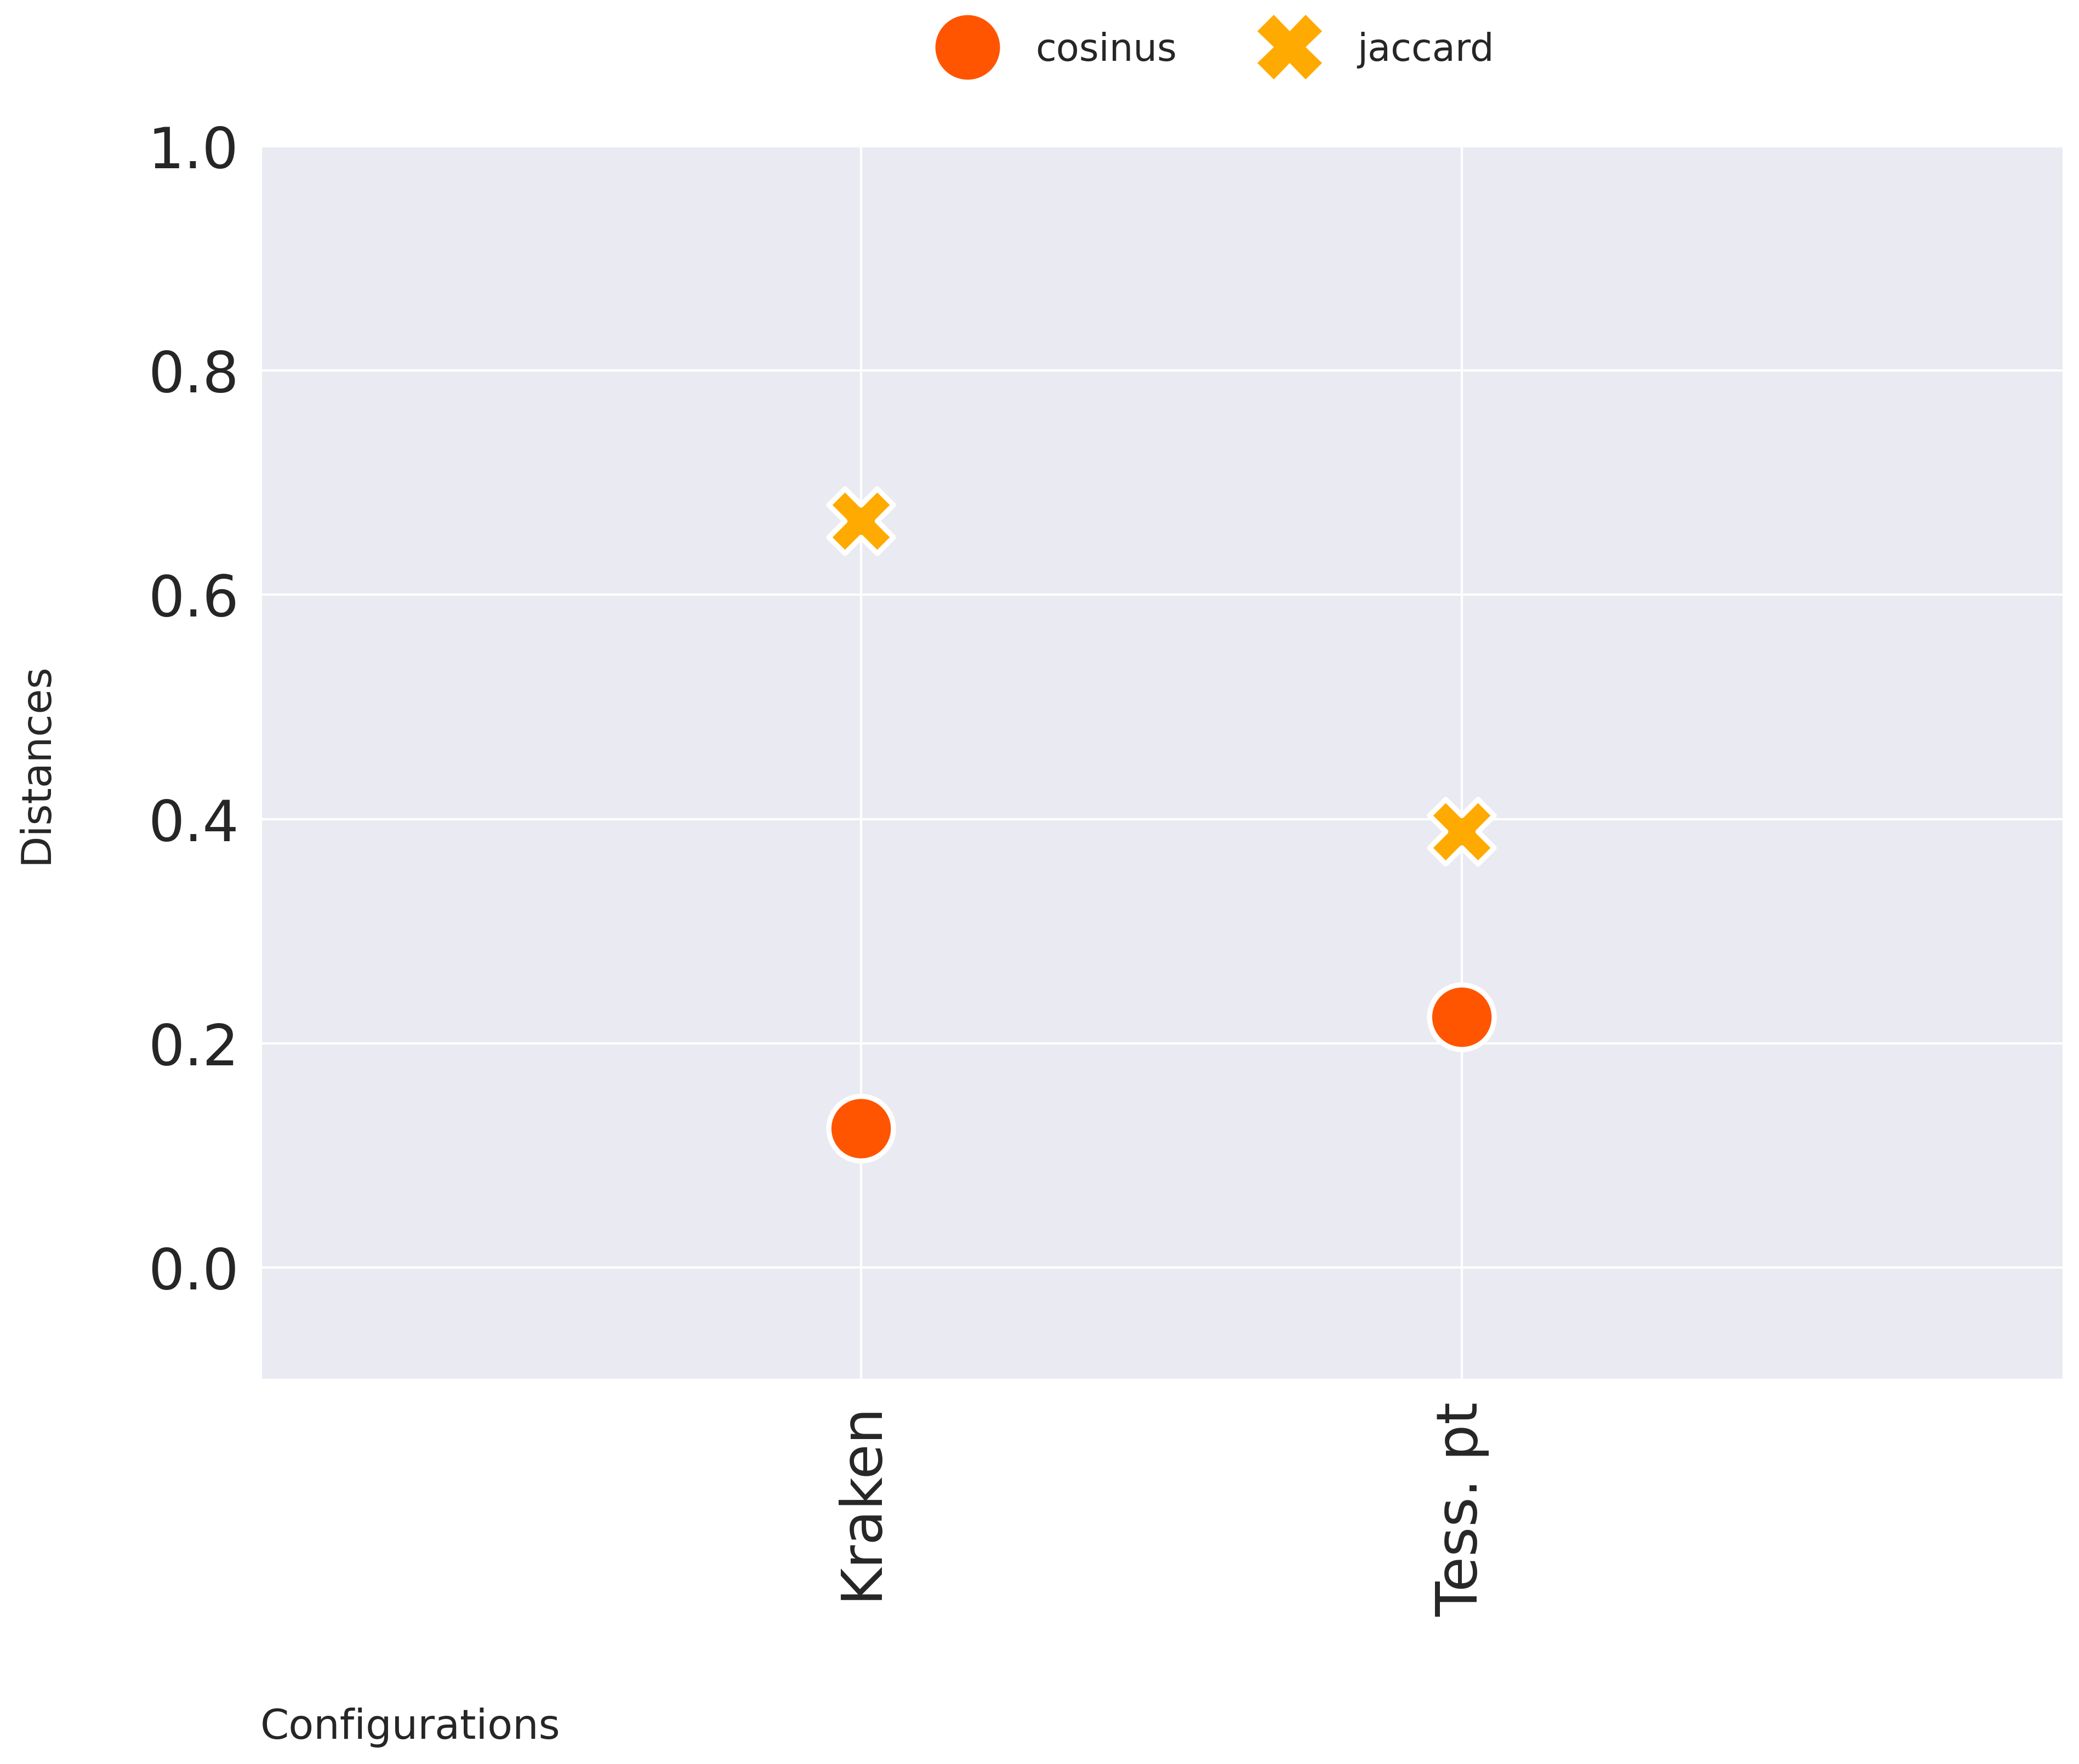 cosinus jaccard
1.0
0.8
0.6
0.4
0.2
0.0
Distances
Kraken
Tess. pt
Configurations